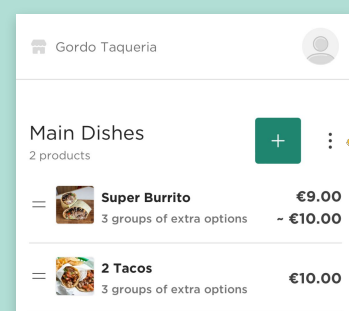 Gordo Taqueria
Main Dishes
2 products
Super Burrito
€9.00
3 groups of extra options
~ €10.00
2 Tacos
€10.00
3 groups of extra options